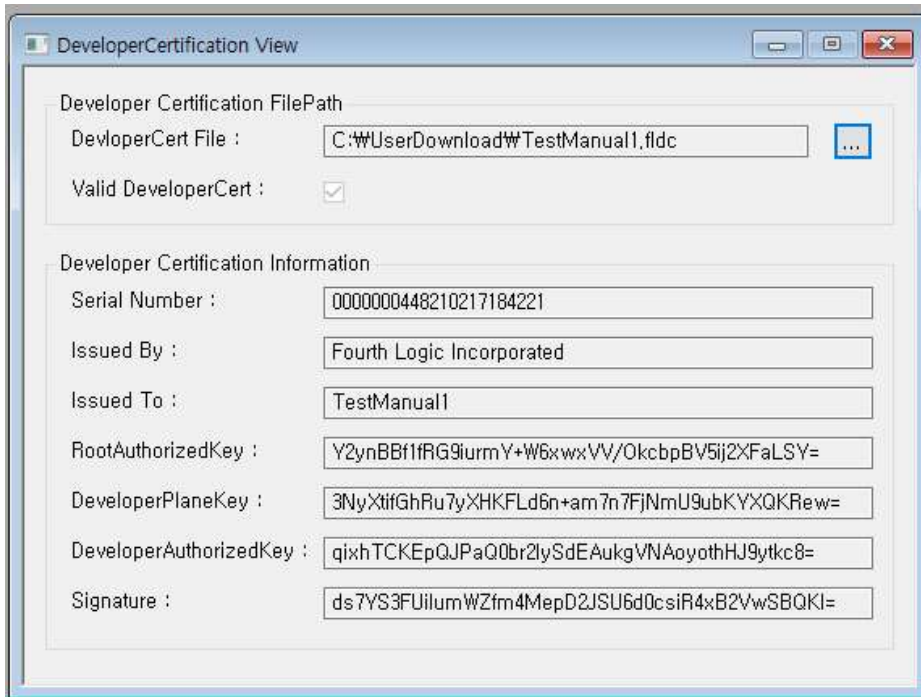 DeveloperCertification View
Developer Certification FilePath
DevloperCert File :
C:₩UserDownload₩TestManual1.fldc
...
Valid DeveloperCert :
Developer Certification Information
Serial Number :
0000000448210217184221
Issued By :
Fourth Logic Incorporated
Issued To :
TestManual1
RootAuthorizedKey :
Y2ynBBf1fRG9iurmY+W6xwxVV/OkcbpBV5ij2XFaLSY=
DeveloperPlaneKey :
3NyXtifGhRu7yXHKFLd6n+am7n7FjNmU9ubKYXQKRew=
DeveloperAuthorizedKey :
qixhTCKEpQJPaQ0br2lySdEAukgVNAoyothHJ9ytkc8=
Signature :
ds7YS3FUilumWZfm4MepD2JSU6d0csiR4xB2VwSBQKI=